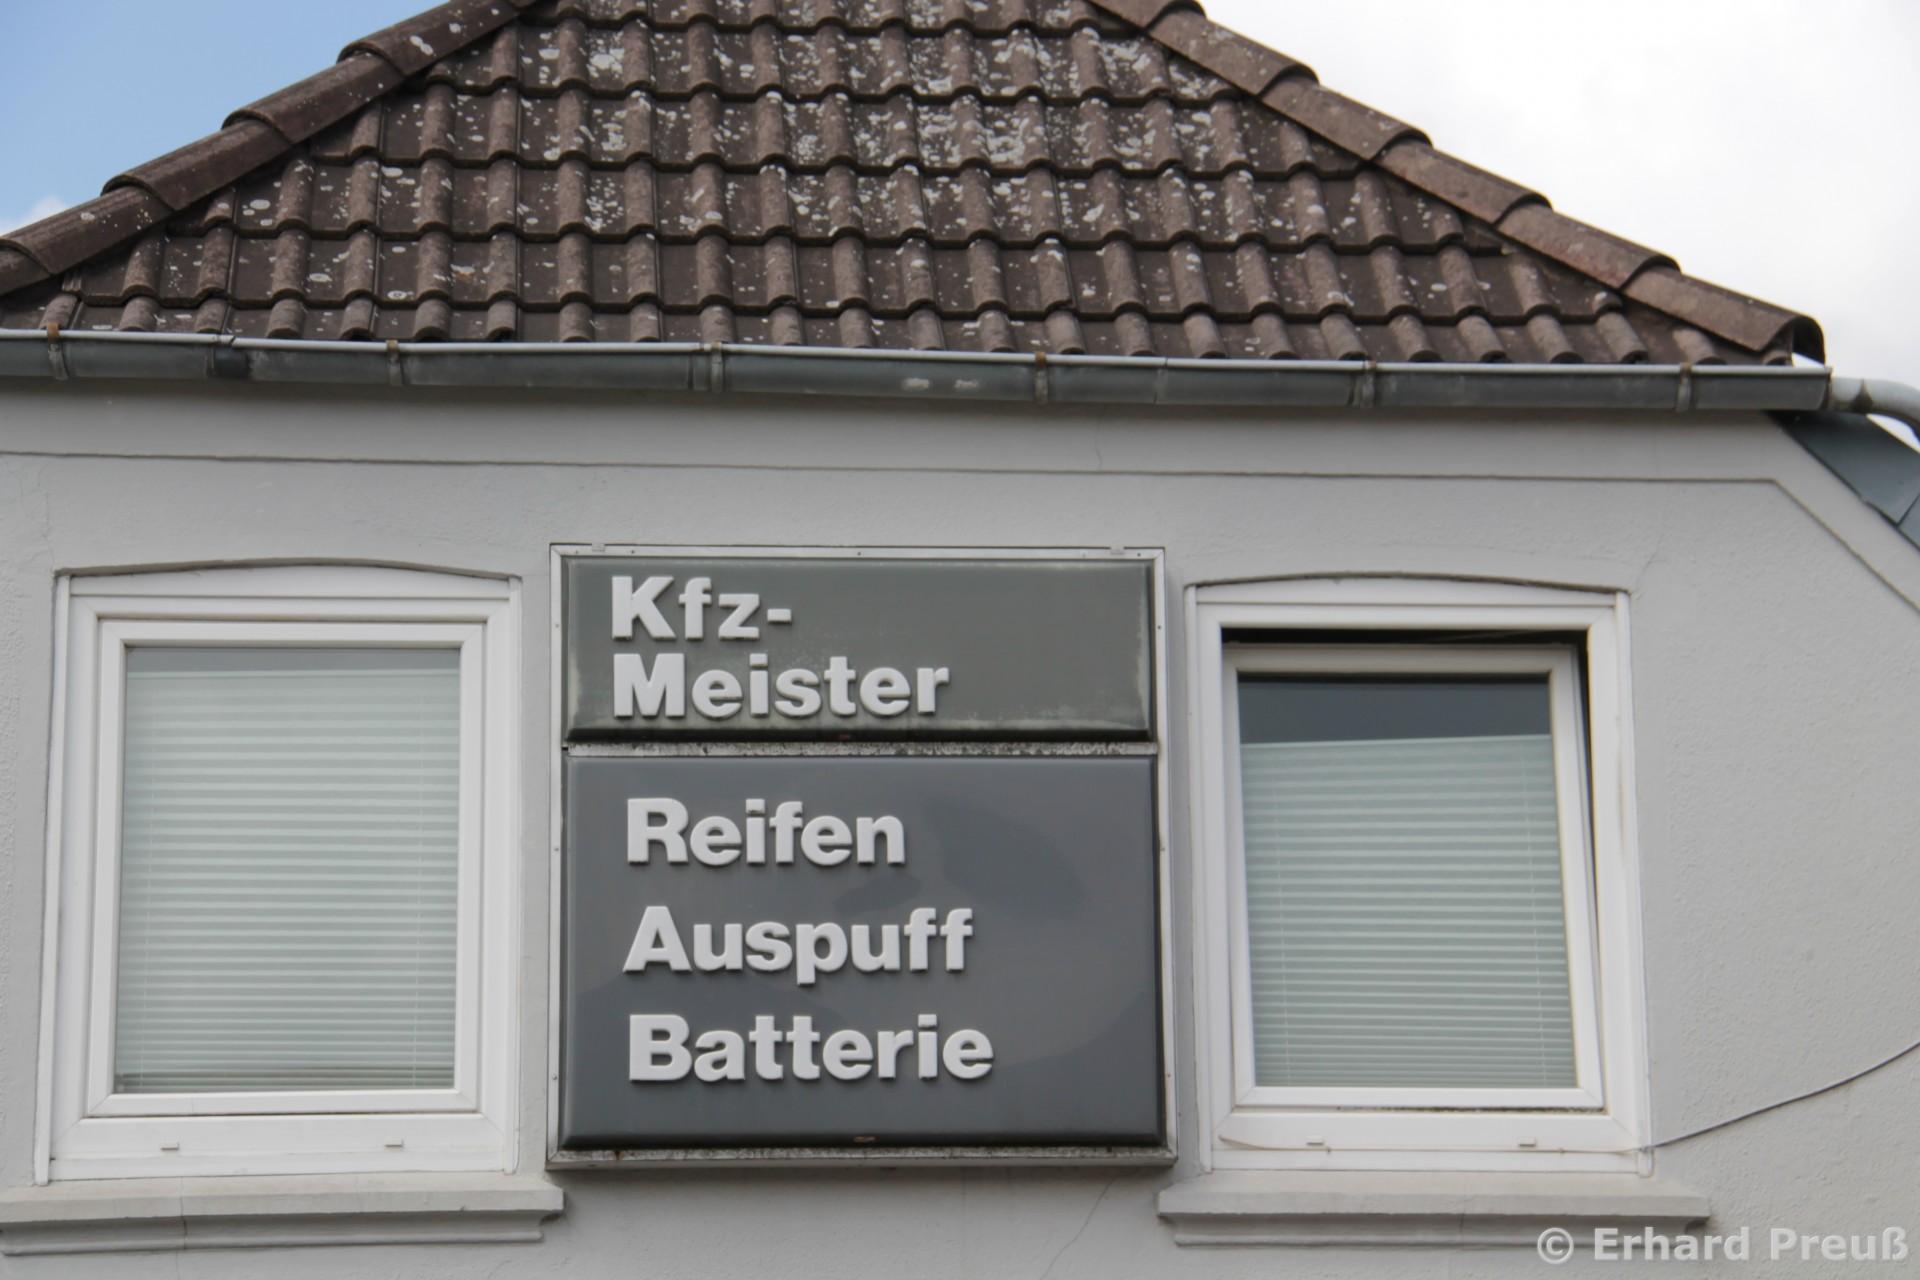 Kfz-
Meister
Reifen
Auspuff
Batterie
© Erhard Preuß